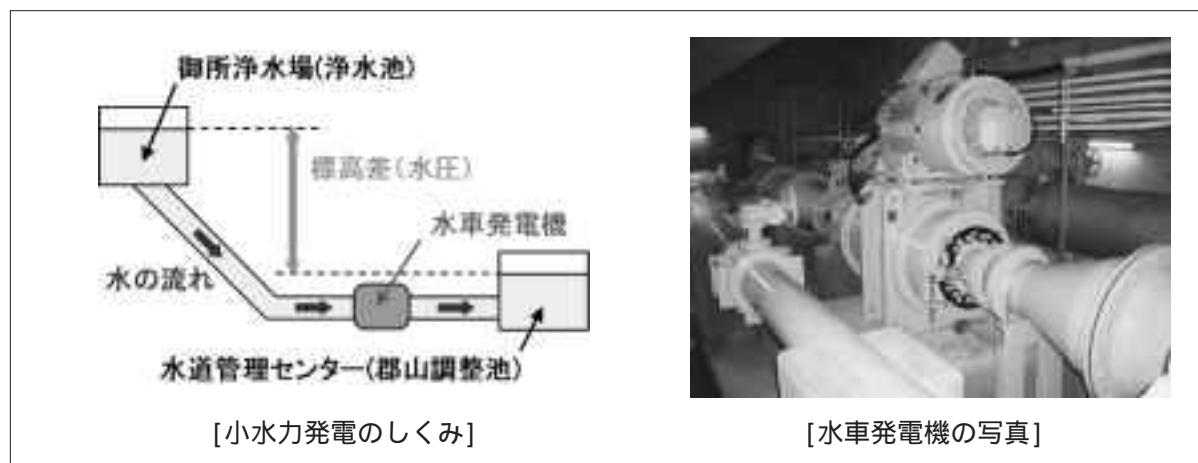 御所浄水場(浄水池)
標高差(水圧)
水車発電機
水の流れ
水道管理センター(郡山調整池)
[小水力発電のしくみ]
[水車発電機の写真]